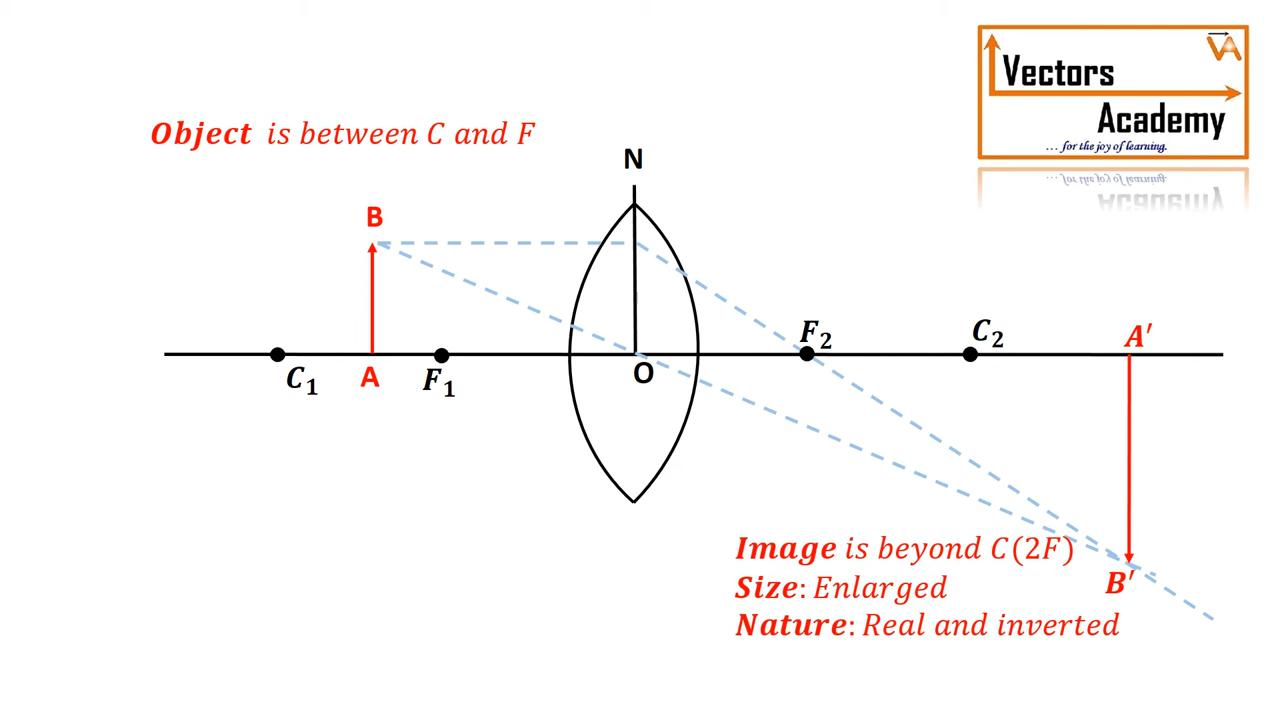 Vectors
Academy
... for the joy of learning.
VA
Object is between C and F
N
B
F₂
C₂
A′
C₁
A
F₁
O
Image is beyond C(2F)
Size: Enlarged
B′
Nature: Real and inverted